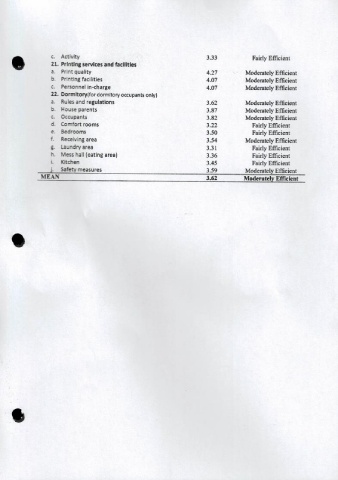 c. Activity 3.33 Fairly Efficient
21. Printing services and facilities
a. Print quality 4.27 Moderately Efficient
b. Printing facilities 4.07 Moderately Efficient
c. Personnel in-charge 4.07 Moderately Efficient
22. Dormitory(for dormitory occupants only)
a. Rules and regulations 3.62 Moderately Efficient
b. House parents 3.87 Moderately Efficient
c. Occupants 3.82 Moderately Efficient
d. Comfort rooms 3.22 Fairly Efficient
e. Bedrooms 3.50 Fairly Efficient
f. Receiving area 3.54 Moderately Efficient
g. Laundry area 3.31 Fairly Efficient
h. Mess hall (eating area) 3.36 Fairly Efficient
i. Kitchen 3.45 Fairly Efficient
j. Safety measures 3.59 Moderately Efficient
MEAN 3.62 Moderately Efficient